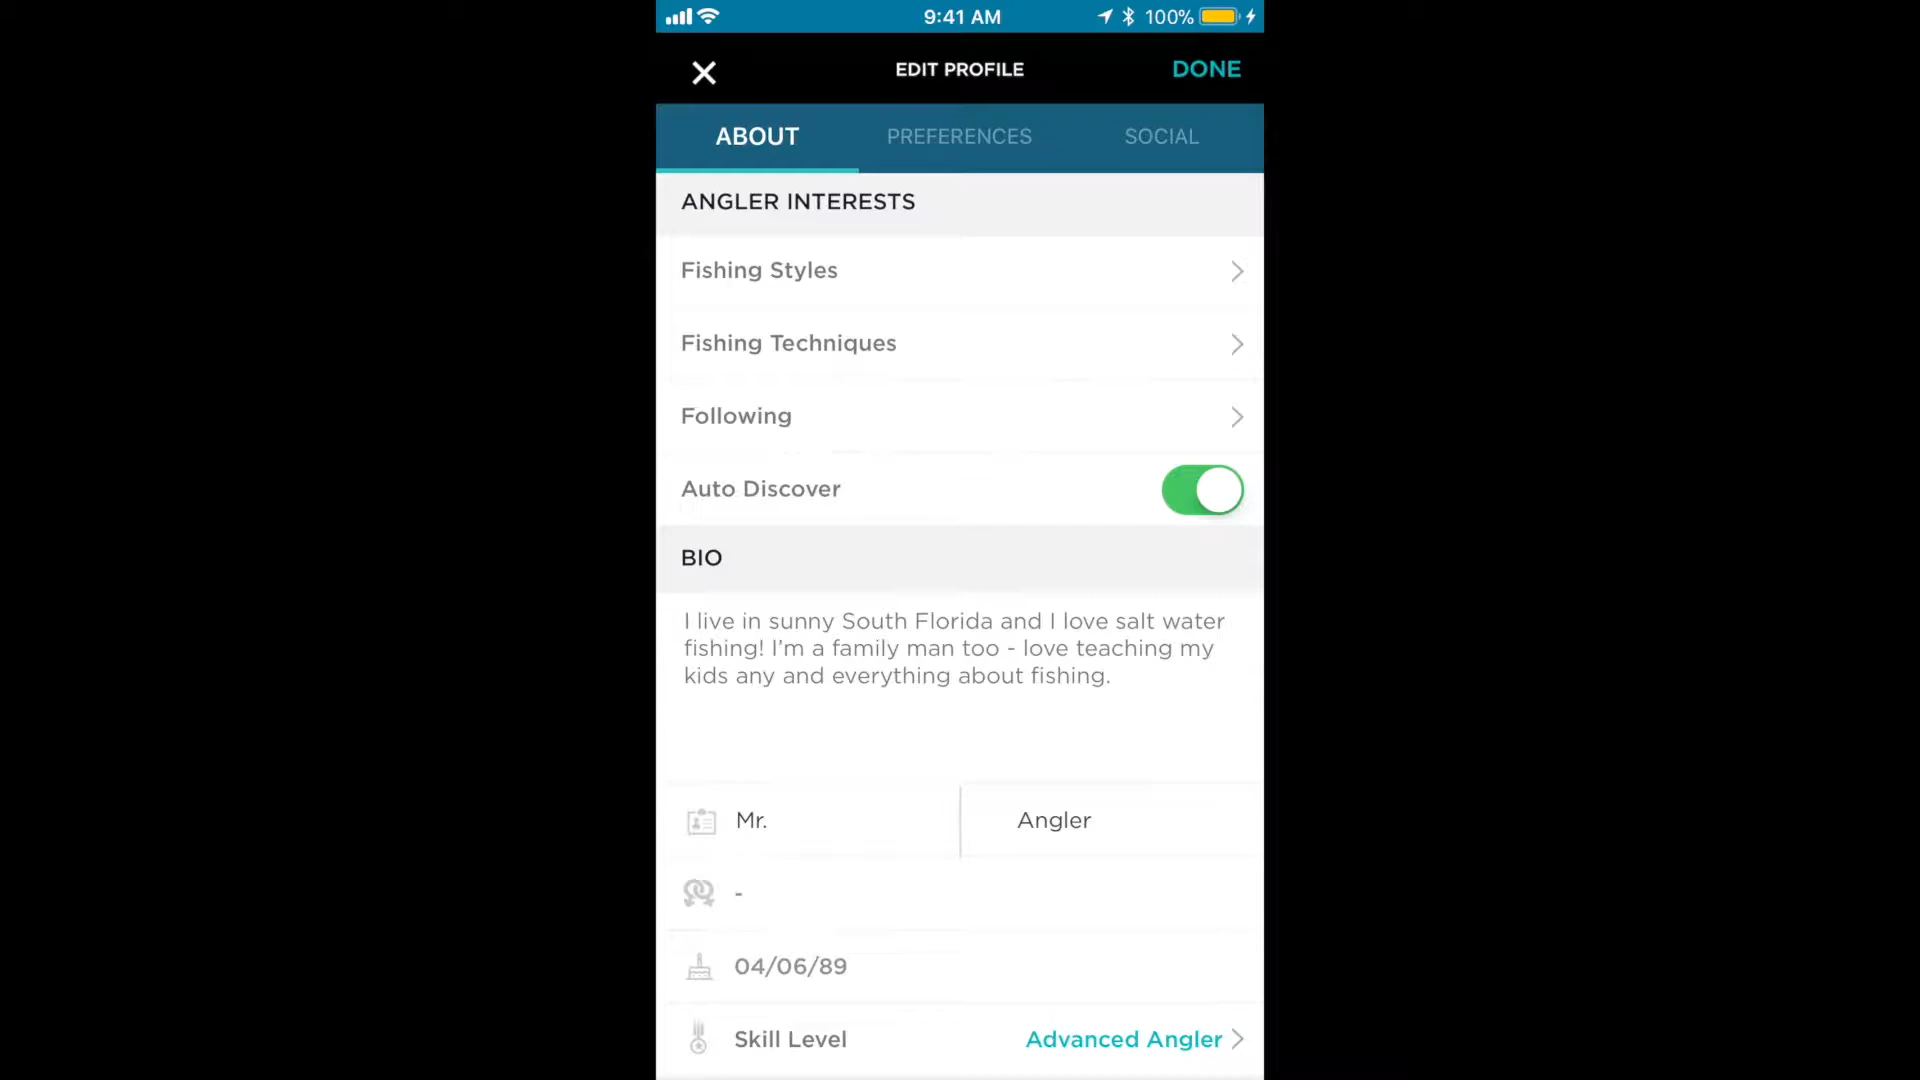 9:41 AM
100%
EDIT PROFILE
DONE
ABOUT
PREFERENCES
SOCIAL
ANGLER INTERESTS
Fishing Styles
Fishing Techniques
Following
Auto Discover
BIO
I live in sunny South Florida and I love salt water
fishing! I’m a family man too - love teaching my
kids any and everything about fishing.
Mr.
Angler
-
04/06/89
Skill Level
Advanced Angler